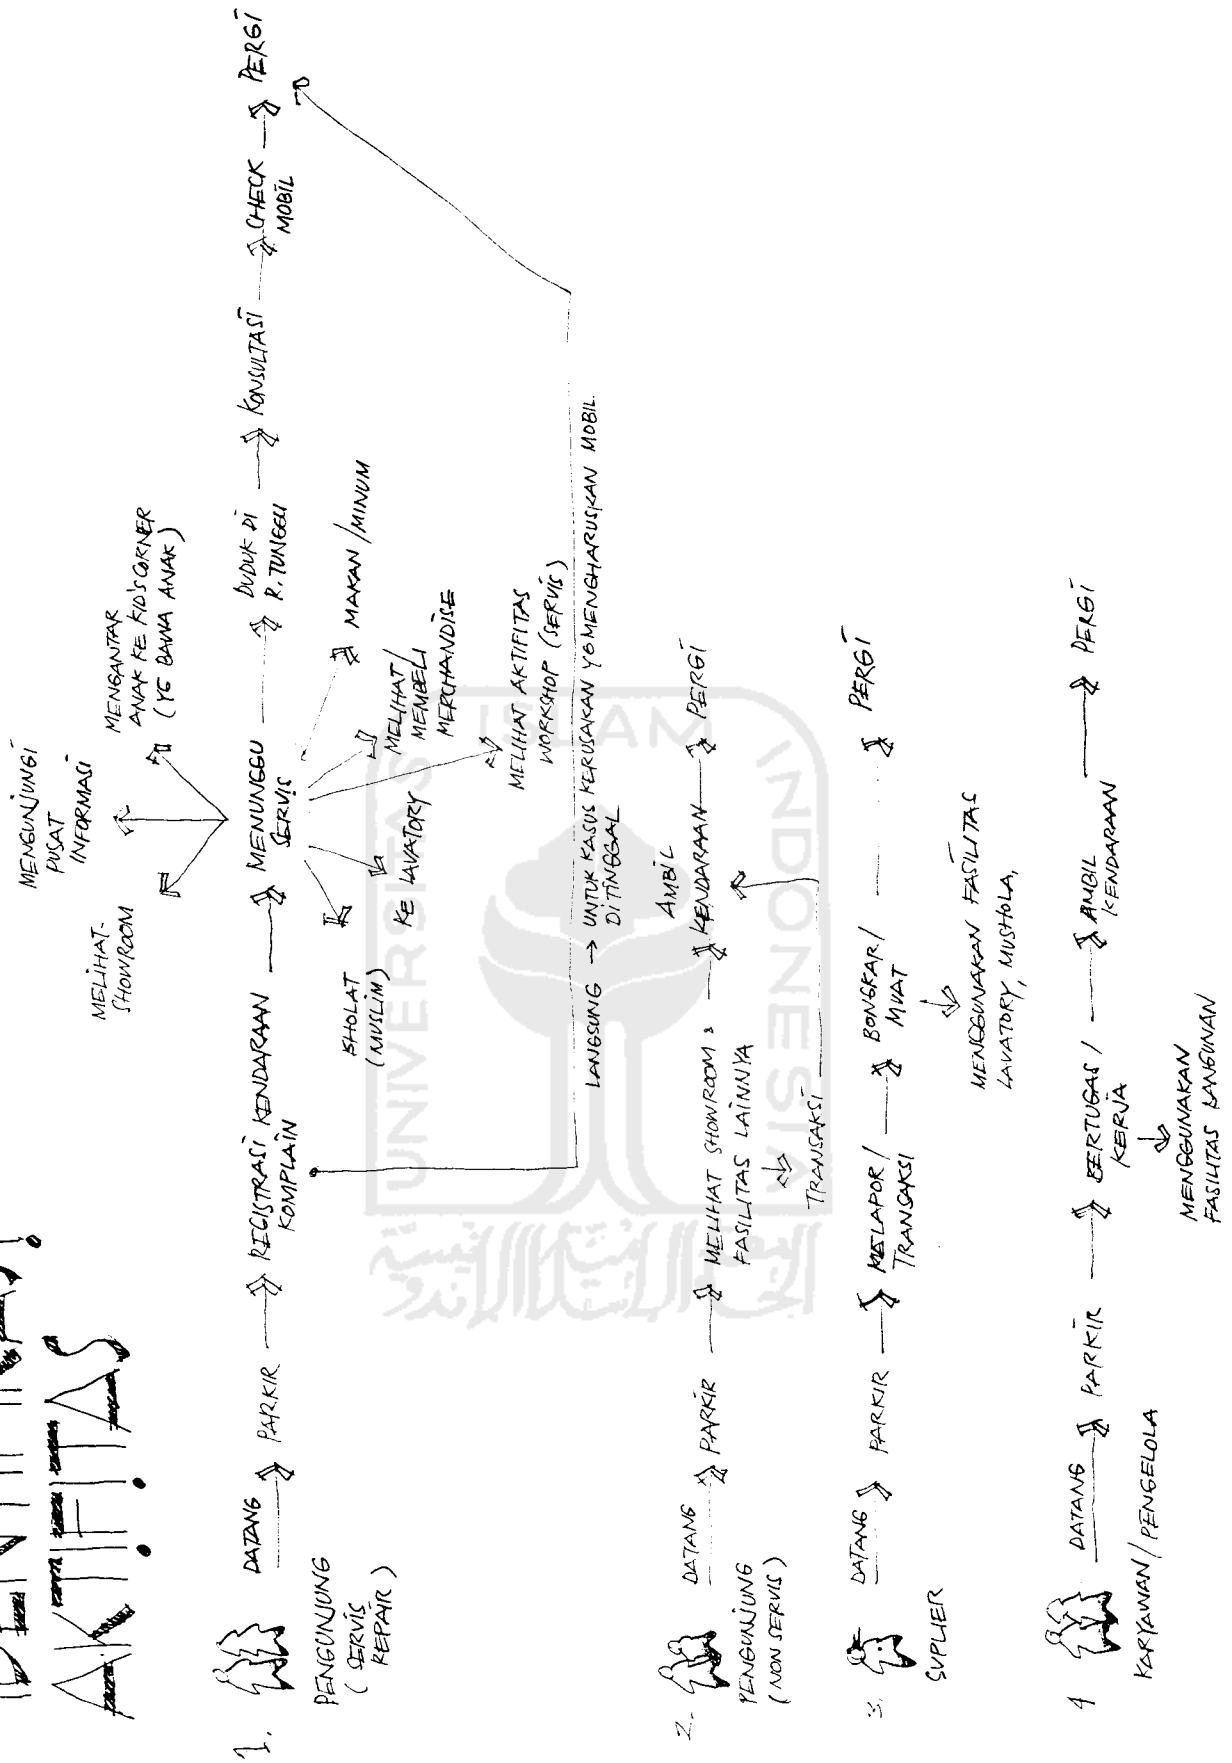 AKTIFITAS
1.
PENGUNJUNG
(SERVIS
REPAIR)
DATANG
PARKIR
REGISTRASI KENDARAAN
KOMPLAIN
MENUNGGU
SERVIS
DUDUK DI
R. TUNGGU
KONSULTASI
CHECK
MOBIL
PERGI
MELIHAT-
SHOWROOM
MENGUNJUNGI
PUSAT
INFORMASI
MENGANTAR
ANAK KE KID'S CORNER
(YG BAWA ANAK)
SHOLAT
(MUSLIM)
KE LAVATORY
MELIHAT/
MEMBELI
MERCHANDISE
MAKAN/MINUM
MELIHAT AKTIFITAS
WORKSHOP (SERVIS)
LANGSUNG → UNTUK KASUS KERUSAKAN YG MENGHARUSKAN MOBIL.
DITINGGAL
2.
PENGUNJUNG
(NON SERVIS)
DATANG
PARKIR
MELIHAT SHOWROOM &
FASILITAS LAINNYA
TRANSAKSI
AMBIL
KENDARAAN
PERGI
3.
SUPLIER
DATANG
PARKIR
MELAPOR/
TRANSAKSI
BONGKAR/
MUAT
MENGGUNAKAN FASILITAS
LAVATORY, MUSHOLA,
PERGI
4
KARYAWAN/PENGELOLA
DATANG
PARKIR
BERTUGAS/
KERJA
MENGGUNAKAN
FASILITAS BANGUNAN
AMBIL
KENDARAAN
PERGI
UNIVERSITAS
ISLAM
INDONESIA